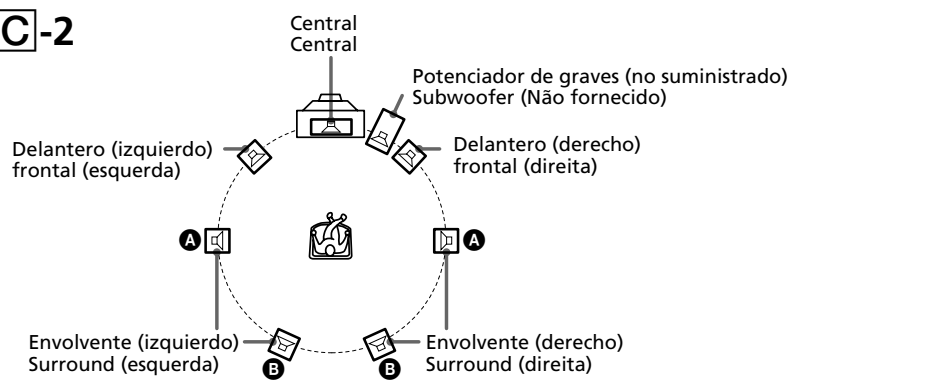 C-2
Central
Central
Potenciador de graves (no suministrado)
Subwoofer (Não fornecido)
Delantero (izquierdo)
frontal (esquerda)
Delantero (derecho)
frontal (direita)
A
A
Envolvente (izquierdo)
Surround (esquerda)
B
B
Envolvente (derecho)
Surround (direita)